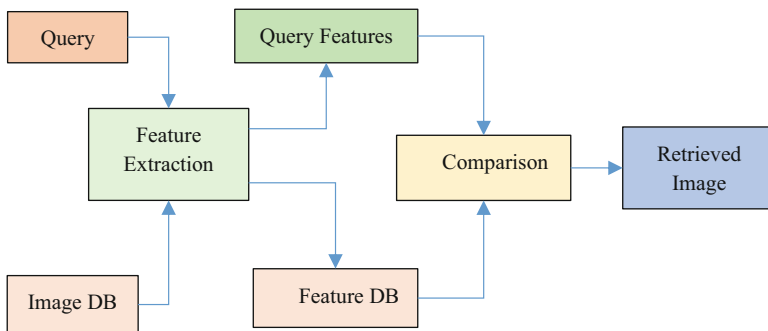 Query
Query Features
Feature
Extraction
Comparison
Retrieved
Image
Image DB
Feature DB